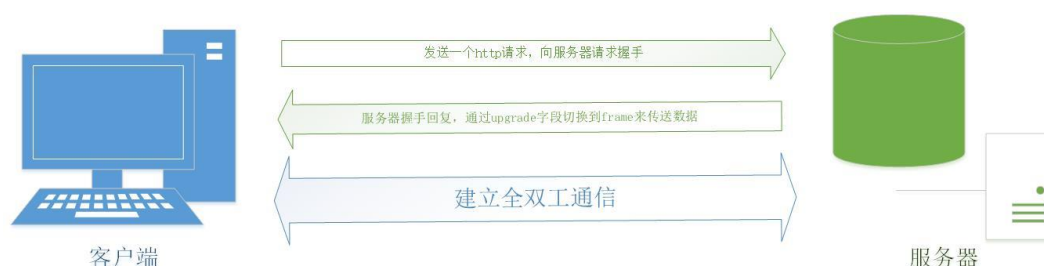 发送一个http请求，向服务器请求握手
服务器握手回复，通过upgrade字段切换到frame来传送数据
建立全双工通信
客户端
服务器